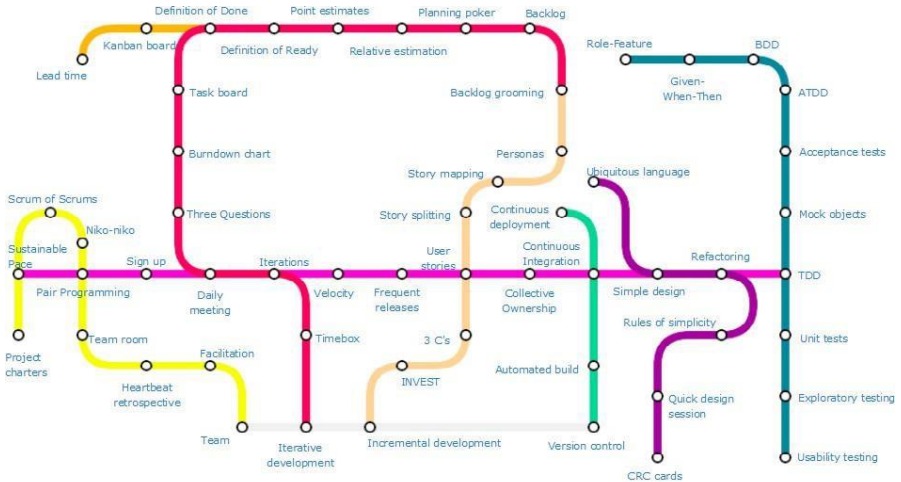 Definition of Done
Point estimates
Planning poker
Backlog
Kanban board
Definition of Ready
Relative estimation
Role-Feature
BDD
Lead time
Given-
When-Then
Task board
Backlog grooming
ATDD
Burndown chart
Personas
Acceptance tests
Story mapping
Ubiquitous language
Scrum of Scrums
Three Questions
Story splitting
Continuous
deployment
Mock objects
Niko-niko
Sustainable
Pace
Sign up
Iterations
User
stories
Continuous
Integration
Refactoring
Pair Programming
Daily
meeting
Velocity
Frequent
releases
Collective
Ownership
Simple design
TDD
Project
charters
Team room
Timebox
3 C's
Rules of simplicity
Unit tests
Facilitation
Heartbeat
retrospective
INVEST
Automated build
Quick design
session
Exploratory testing
Team
Iterative
development
Incremental development
Version control
CRC cards
Usability testing